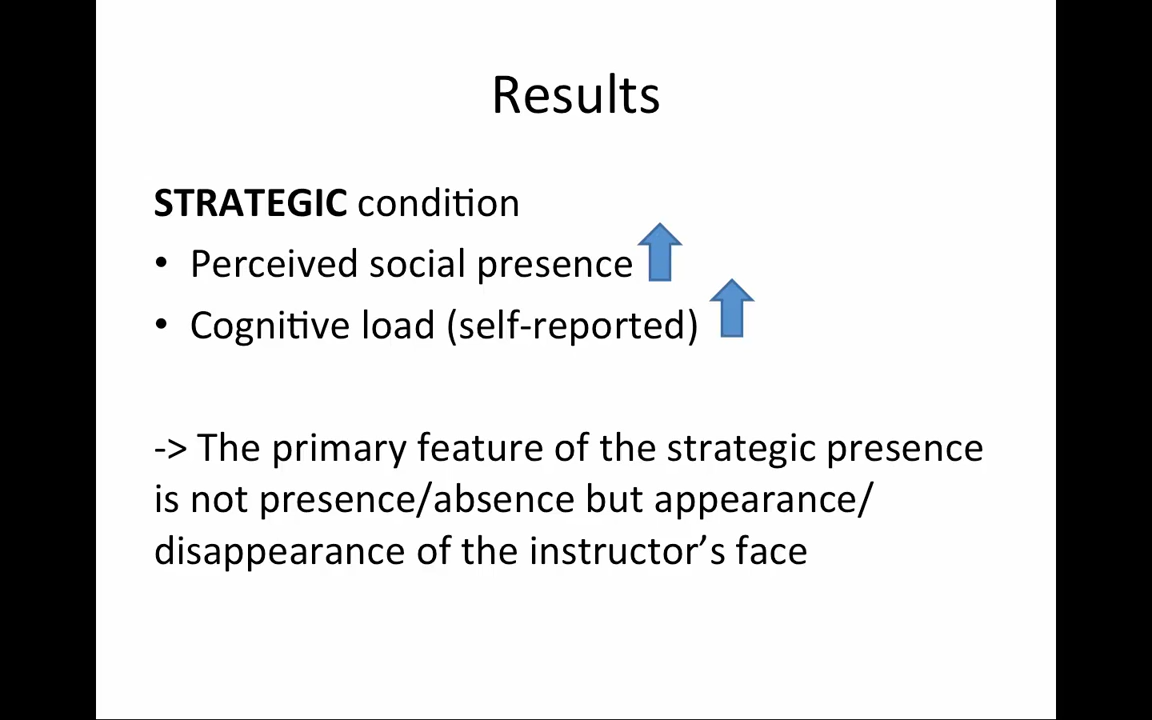 Results
STRATEGIC condition
• Perceived social presence
• Cognitive load (self-reported)
-> The primary feature of the strategic presence
is not presence/absence but appearance/
disappearance of the instructor’s face